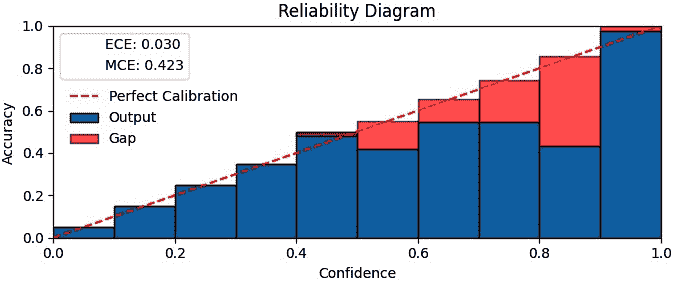 Reliability Diagram
ECE: 0.030
MCE: 0.423
Perfect Calibration
Output
Gap
Accuracy
1.0
0.8
0.6
0.4
0.2
0.0
0.0 0.2 0.4 0.6 0.8 1.0
Confidence